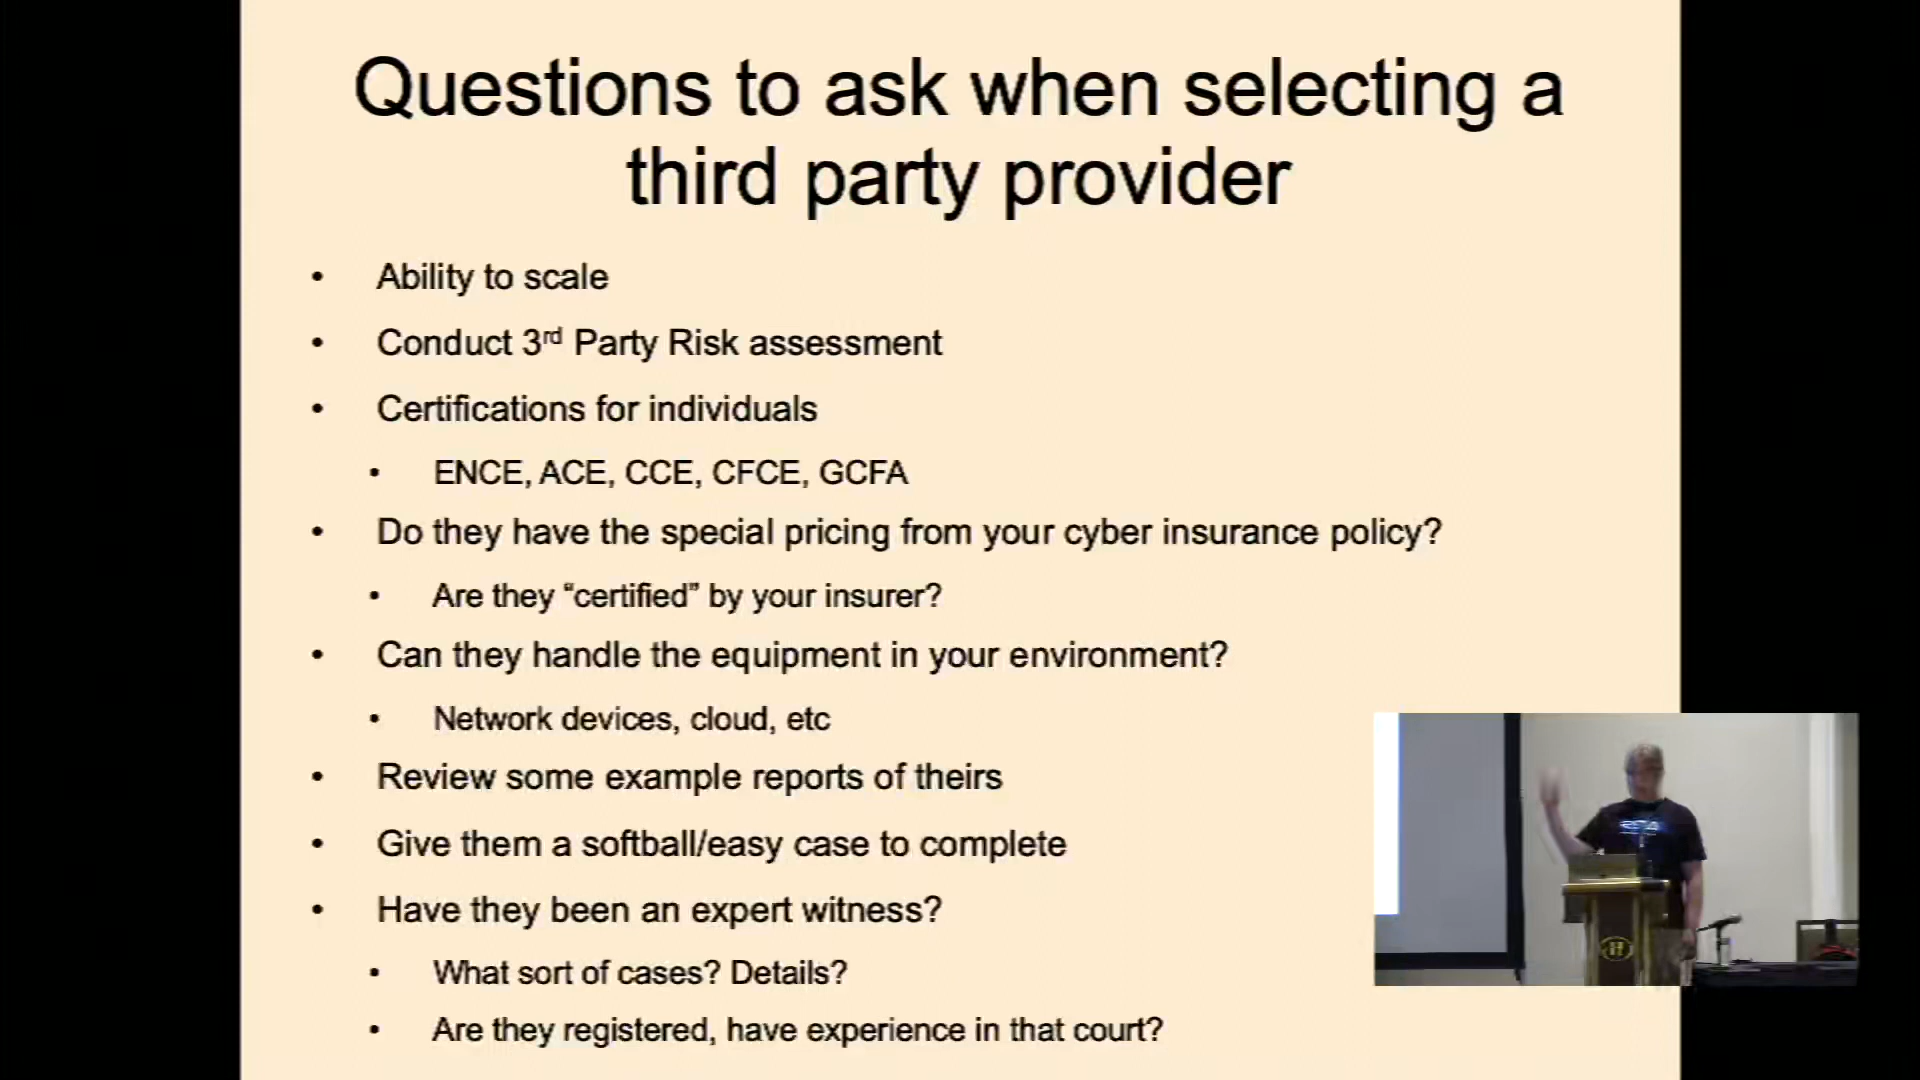 Questions to ask when selecting a
third party provider
• Ability to scale
• Conduct 3rd Party Risk assessment
• Certifications for individuals
• ENCE, ACE, CCE, CFCE, GCFA
• Do they have the special pricing from your cyber insurance policy?
• Are they “certified” by your insurer?
• Can they handle the equipment in your environment?
• Network devices, cloud, etc
• Review some example reports of theirs
• Give them a softball/easy case to complete
• Have they been an expert witness?
• What sort of cases? Details?
• Are they registered, have experience in that court?
H